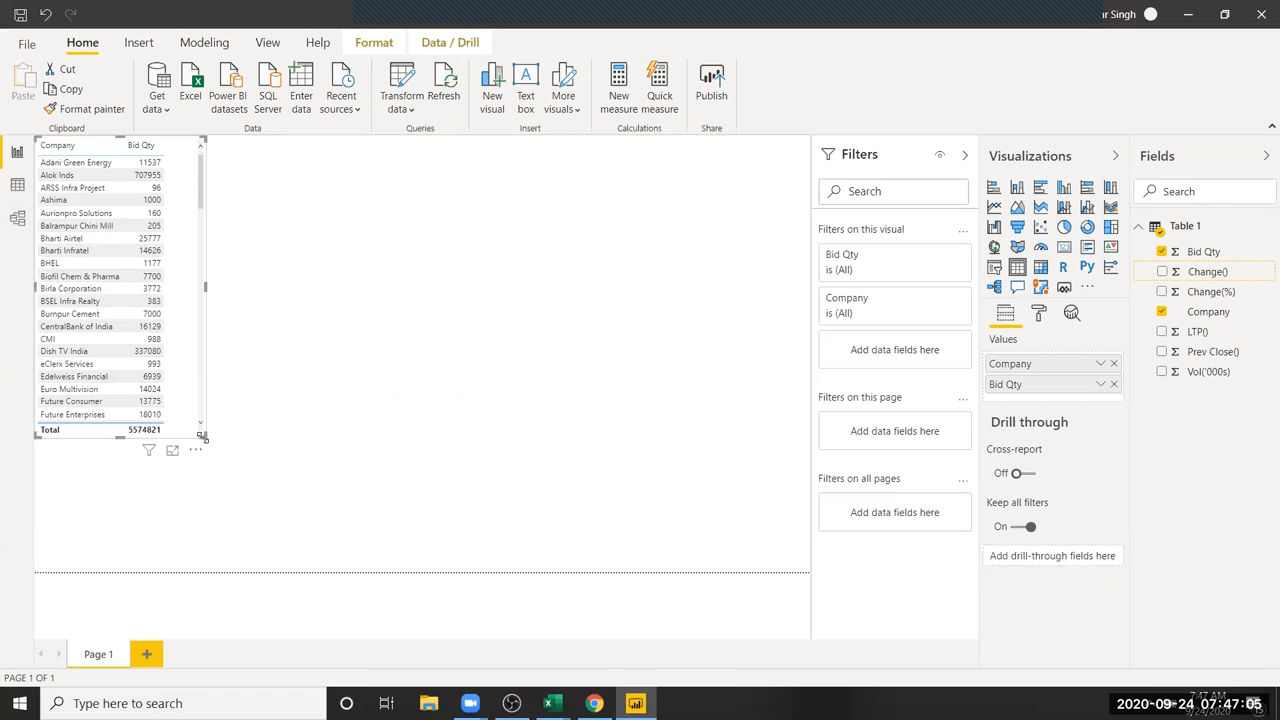 ur Singh
File Home Insert Modeling View Help Format Data / Drill
Paste Cut Copy Format painter
Get data Excel Power BI datasets SQL Server Enter data Recent sources
Transform data Refresh
New visual Text box More visuals
New measure Quick measure
Publish
Clipboard Data Queries Insert Calculations Share
Company Bid Qty
Adani Green Energy 11537
Alok Inds 707955
ARSS Infra Project 96
Ashima 1000
Aurionpro Solutions 160
Balrampur Chini Mill 205
Bharti Airtel 25777
Bharti Infratel 14626
BHEL 1177
Biofil Chem & Pharma 7700
Birla Corporation 3772
BSEL Infra Realty 383
Burnpur Cement 7000
CentralBank of India 16129
CMI 988
Dish TV India 337080
eClerx Services 993
Edelweiss Financial 6939
Euro Multivision 14024
Future Consumer 13775
Future Enterprises 18010
Total 5574821
Filters
Search
Filters on this visual ...
Bid Qty
is (All)
Company
is (All)
Add data fields here
Filters on this page ...
Add data fields here
Filters on all pages ...
Add data fields here
Visualizations
R Py
Values
Company
Bid Qty
Drill through
Cross-report
Off
Keep all filters
On
Add drill-through fields here
Fields
Search
Table 1
Bid Qty
Change()
Change(%)
Company
LTP()
Prev Close()
Vol('000s)
Page 1
PAGE 1 OF 1
Type here to search
7:47 AM
2020-09-24 07:47:05